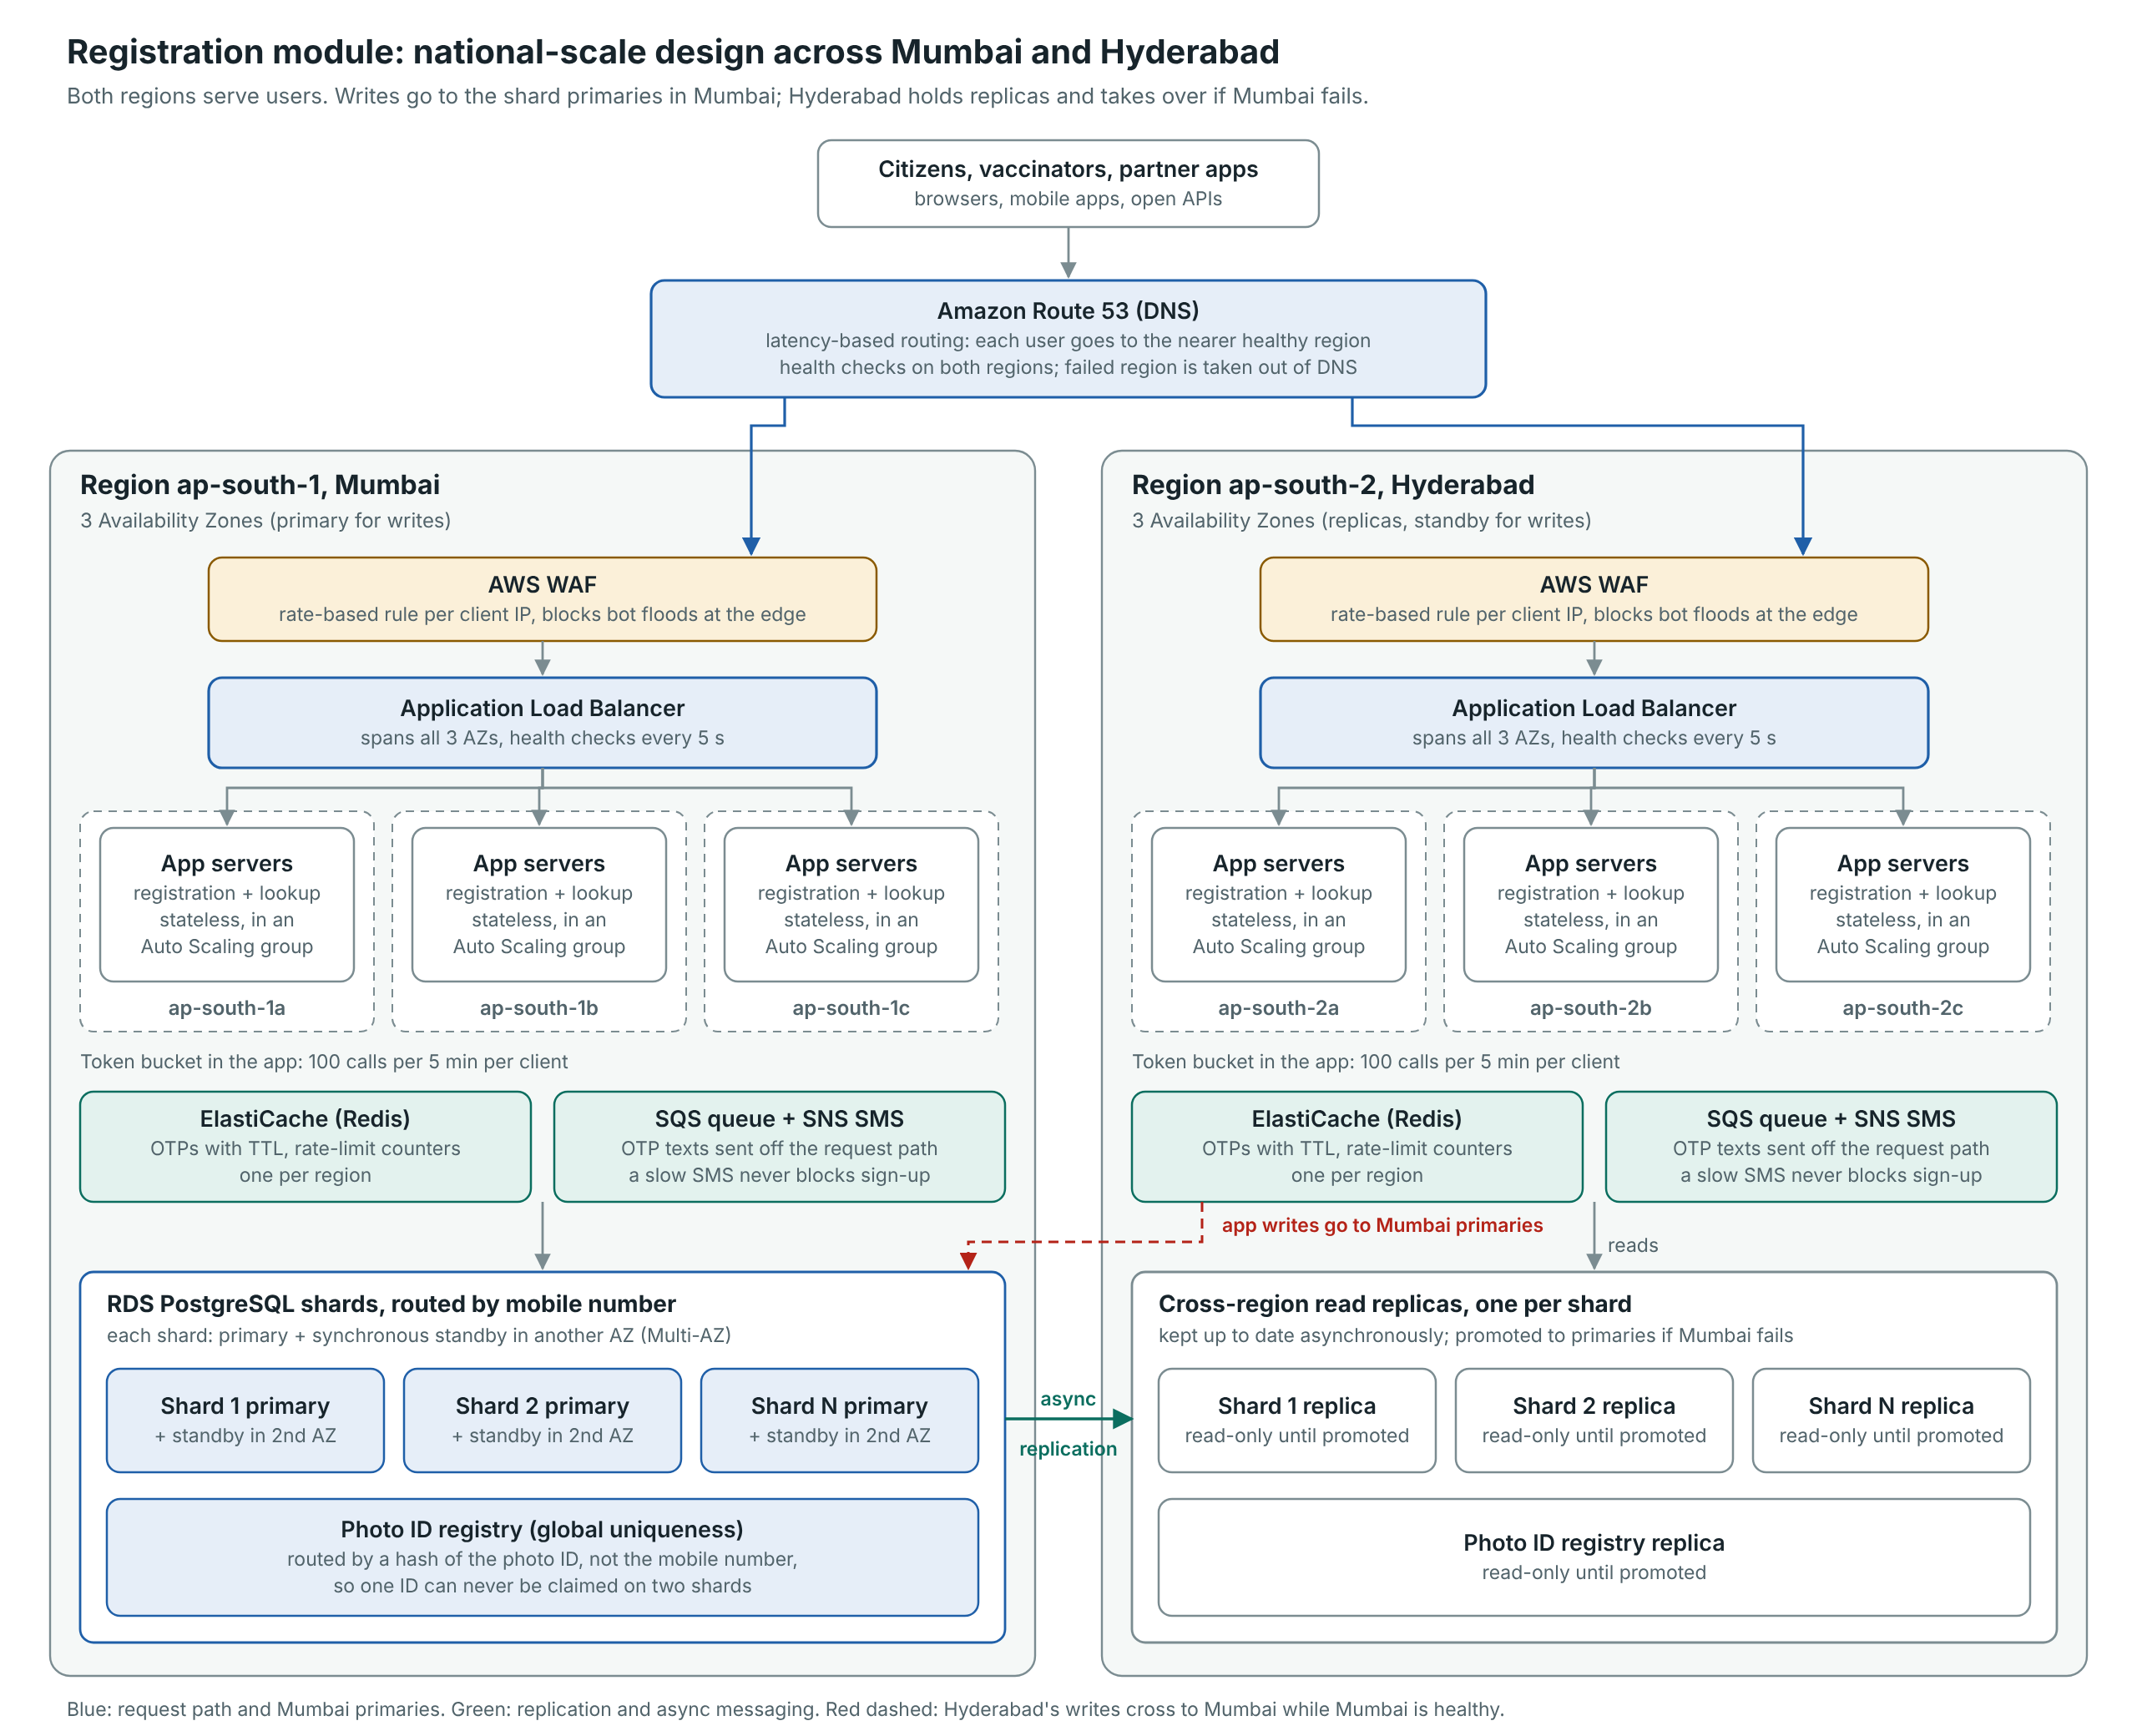 Registration module: national-scale design across Mumbai and Hyderabad
Both regions serve users. Writes go to the shard primaries in Mumbai; Hyderabad holds replicas and takes over if Mumbai fails.
Citizens, vaccinators, partner apps
browsers, mobile apps, open APIs
Amazon Route 53 (DNS)
latency-based routing: each user goes to the nearer healthy region
health checks on both regions; failed region is taken out of DNS
Region ap-south-1, Mumbai
3 Availability Zones (primary for writes)
AWS WAF
rate-based rule per client IP, blocks bot floods at the edge
Application Load Balancer
spans all 3 AZs, health checks every 5 s
App servers
registration + lookup
stateless, in an
Auto Scaling group
ap-south-1a
App servers
registration + lookup
stateless, in an
Auto Scaling group
ap-south-1b
App servers
registration + lookup
stateless, in an
Auto Scaling group
ap-south-1c
Token bucket in the app: 100 calls per 5 min per client
ElastiCache (Redis)
OTPs with TTL, rate-limit counters
one per region
SQS queue + SNS SMS
OTP texts sent off the request path
a slow SMS never blocks sign-up
RDS PostgreSQL shards, routed by mobile number
each shard: primary + synchronous standby in another AZ (Multi-AZ)
Shard 1 primary
+ standby in 2nd AZ
Shard 2 primary
+ standby in 2nd AZ
Shard N primary
+ standby in 2nd AZ
Photo ID registry (global uniqueness)
routed by a hash of the photo ID, not the mobile number,
so one ID can never be claimed on two shards
async
replication
Region ap-south-2, Hyderabad
3 Availability Zones (replicas, standby for writes)
AWS WAF
rate-based rule per client IP, blocks bot floods at the edge
Application Load Balancer
spans all 3 AZs, health checks every 5 s
App servers
registration + lookup
stateless, in an
Auto Scaling group
ap-south-2a
App servers
registration + lookup
stateless, in an
Auto Scaling group
ap-south-2b
App servers
registration + lookup
stateless, in an
Auto Scaling group
ap-south-2c
Token bucket in the app: 100 calls per 5 min per client
ElastiCache (Redis)
OTPs with TTL, rate-limit counters
one per region
SQS queue + SNS SMS
OTP texts sent off the request path
a slow SMS never blocks sign-up
app writes go to Mumbai primaries
reads
Cross-region read replicas, one per shard
kept up to date asynchronously; promoted to primaries if Mumbai fails
Shard 1 replica
read-only until promoted
Shard 2 replica
read-only until promoted
Shard N replica
read-only until promoted
Photo ID registry replica
read-only until promoted
Blue: request path and Mumbai primaries. Green: replication and async messaging. Red dashed: Hyderabad's writes cross to Mumbai while Mumbai is healthy.